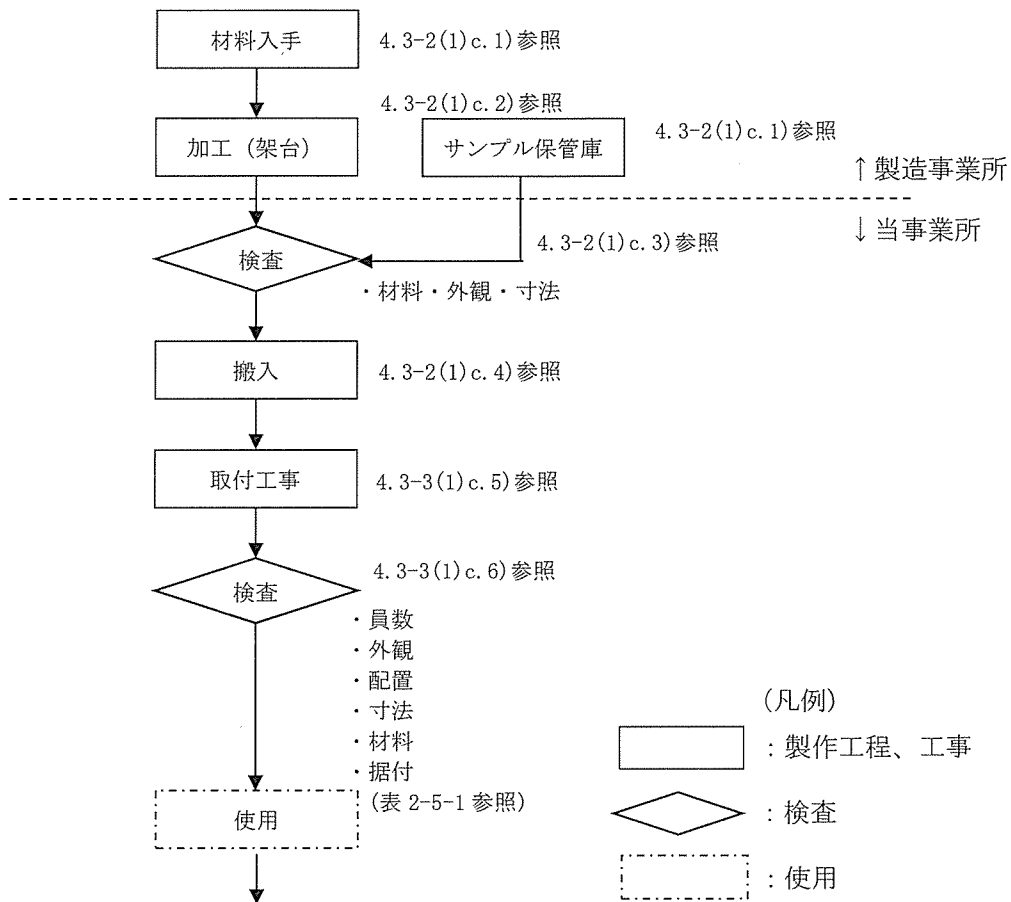 材料入手
4.3-2(1)c.1)参照
4.3-2(1)c.2)参照
加工（架台）
サンプル保管庫
4.3-2(1)c.1)参照
↑製造事業所
↓当事業所
4.3-2(1)c.3)参照
検査
・材料・外観・寸法
搬入
4.3-2(1)c.4)参照
取付工事
4.3-3(1)c.5)参照
4.3-3(1)c.6)参照
検査
・員数
・外観
・配置
・寸法
・材料
・据付
(表 2-5-1 参照)
使用
(凡例)
：製作工程、工事
：検査
：使用